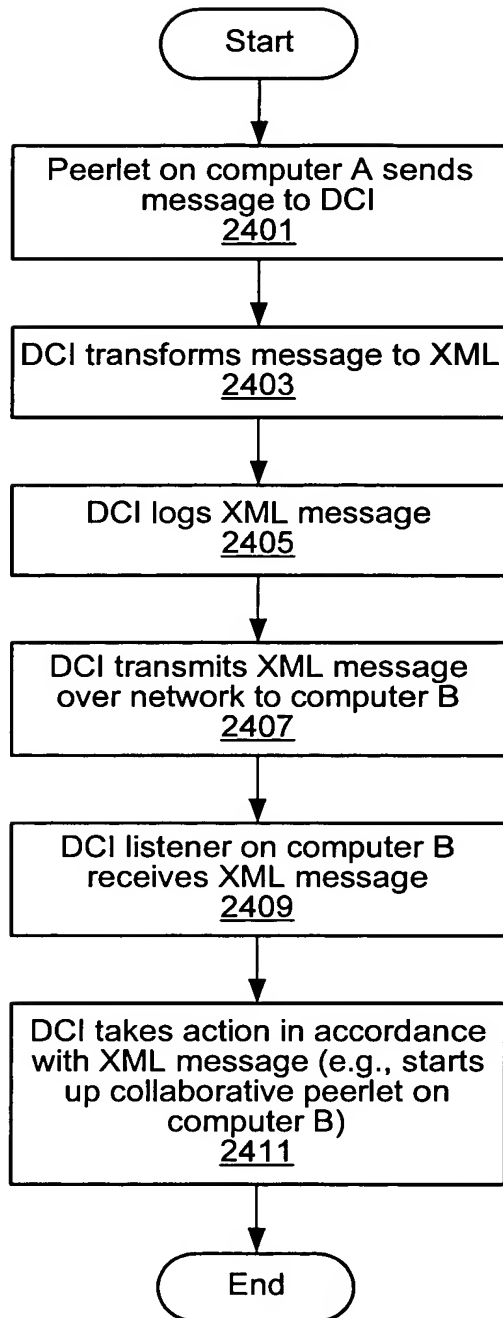 Start
Peerlet on computer A sends
message to DCI
2401
DCI transforms message to XML
2403
DCI logs XML message
2405
DCI transmits XML message
over network to computer B
2407
DCI listener on computer B
receives XML message
2409
DCI takes action in accordance
with XML message (e.g., starts
up collaborative peerlet on
computer B)
2411
End